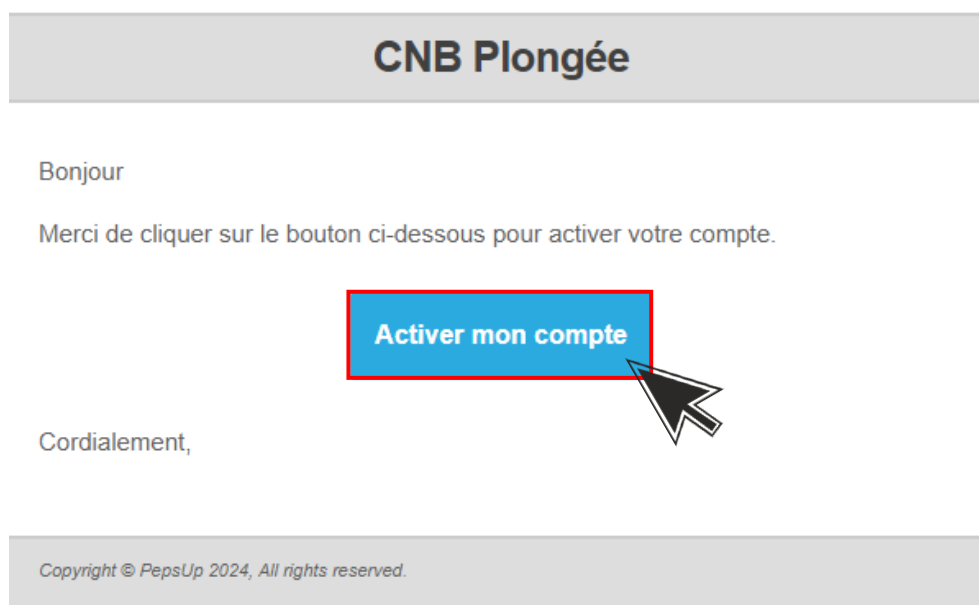 CNB Plongée
Bonjour
Merci de cliquer sur le bouton ci-dessous pour activer votre compte.
Activer mon compte
Cordialement,
Copyright © PepsUp 2024, All rights reserved.